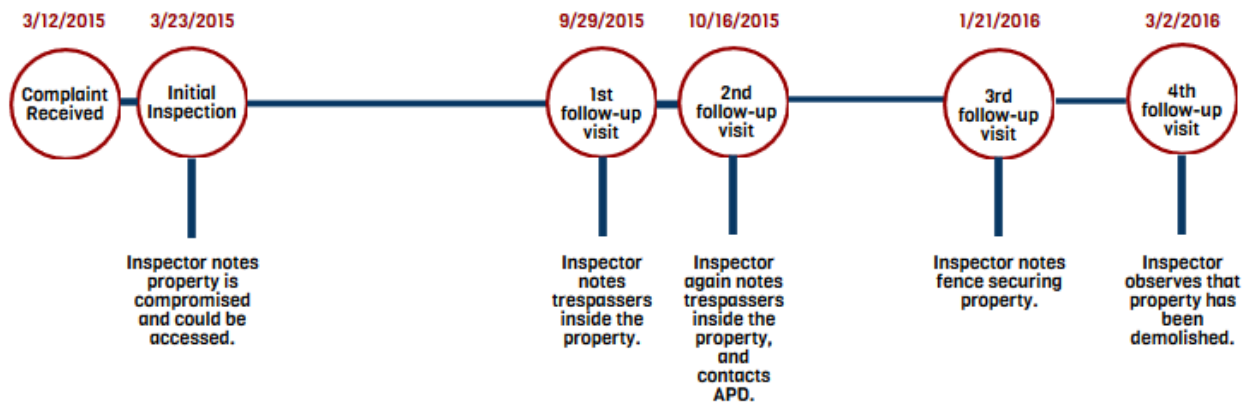 3/12/2015
3/23/2015
9/29/2015
10/16/2015
1/21/2016
3/2/2016
Complaint
Received
Initial
Inspection
1st
follow-up
visit
2nd
follow-up
visit
3rd
follow-up
visit
4th
follow-up
visit
Inspector notes
property is
compromised
and could be
accessed.
Inspector
notes
trespassers
inside the
property.
Inspector
again notes
trespassers
inside the
property,
and
contacts
APD.
Inspector notes
fence securing
property.
Inspector
observes that
property has
been
demolished.